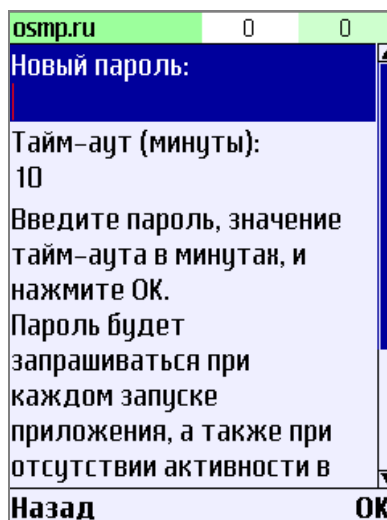 osmp.ru 0 0
Новый пароль:
Тайм-аут (минуты):
10
Введите пароль, значение
тайм-аута в минутах, и
нажмите ОК.
Пароль будет
запрашиваться при
каждом запуске
приложения, а также при
отсутствии активности в
Назад OK